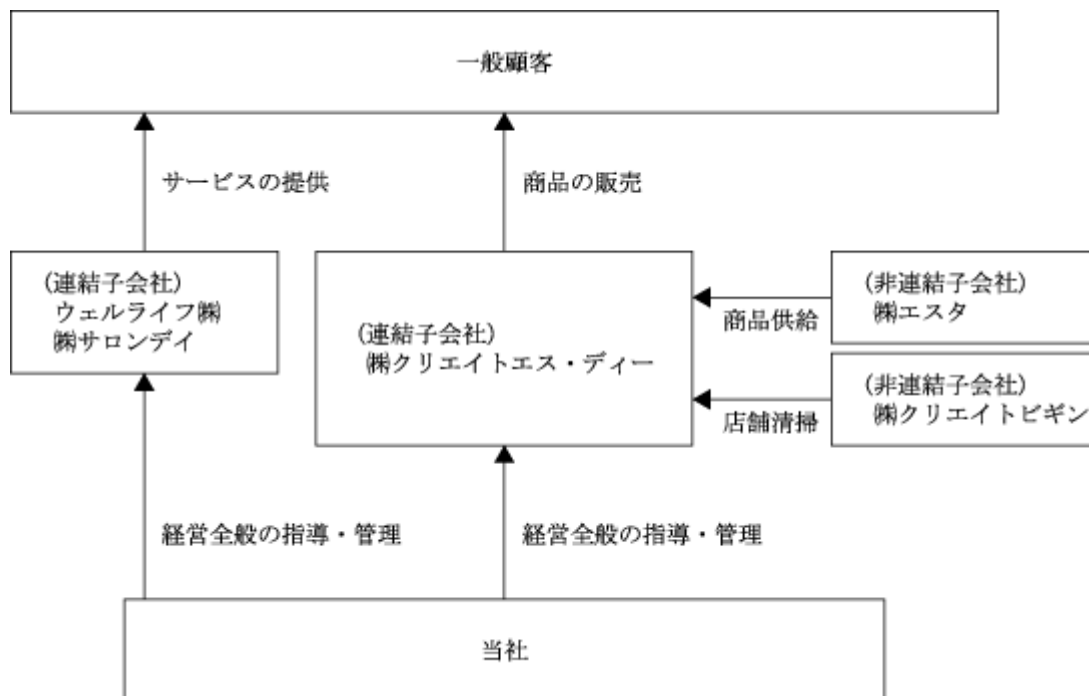 一般顧客
サービスの提供
商品の販売
(連結子会社)
ウェルライフ㈱
㈱サロンデイ
(連結子会社)
㈱クリエイトエス・ディー
商品供給
(非連結子会社)
㈱エスタ
店舗清掃
(非連結子会社)
㈱クリエイトビギン
経営全般の指導・管理
経営全般の指導・管理
当社